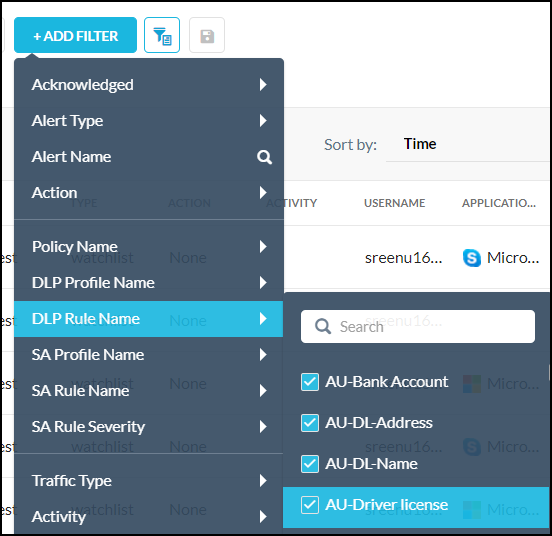 + ADD FILTER
Acknowledged
Alert Type
Alert Name
Action
Sort by: Time
TYPE ACTION ACTIVITY USERNAME APPLICATIO...
Policy Name
est watchlist None sreenu16... Micro...
DLP Profile Name
DLP Rule Name
est watchlist None
Search
SA Profile Name
SA Rule Name
est watchlist None
AU-Bank Account Micro...
SA Rule Severity
AU-DL-Address
est watchlist None sreenu16... Micro...
AU-DL-Name
Traffic Type
AU-Driver license
est watchlist None sreenu16... Micro...
Activity